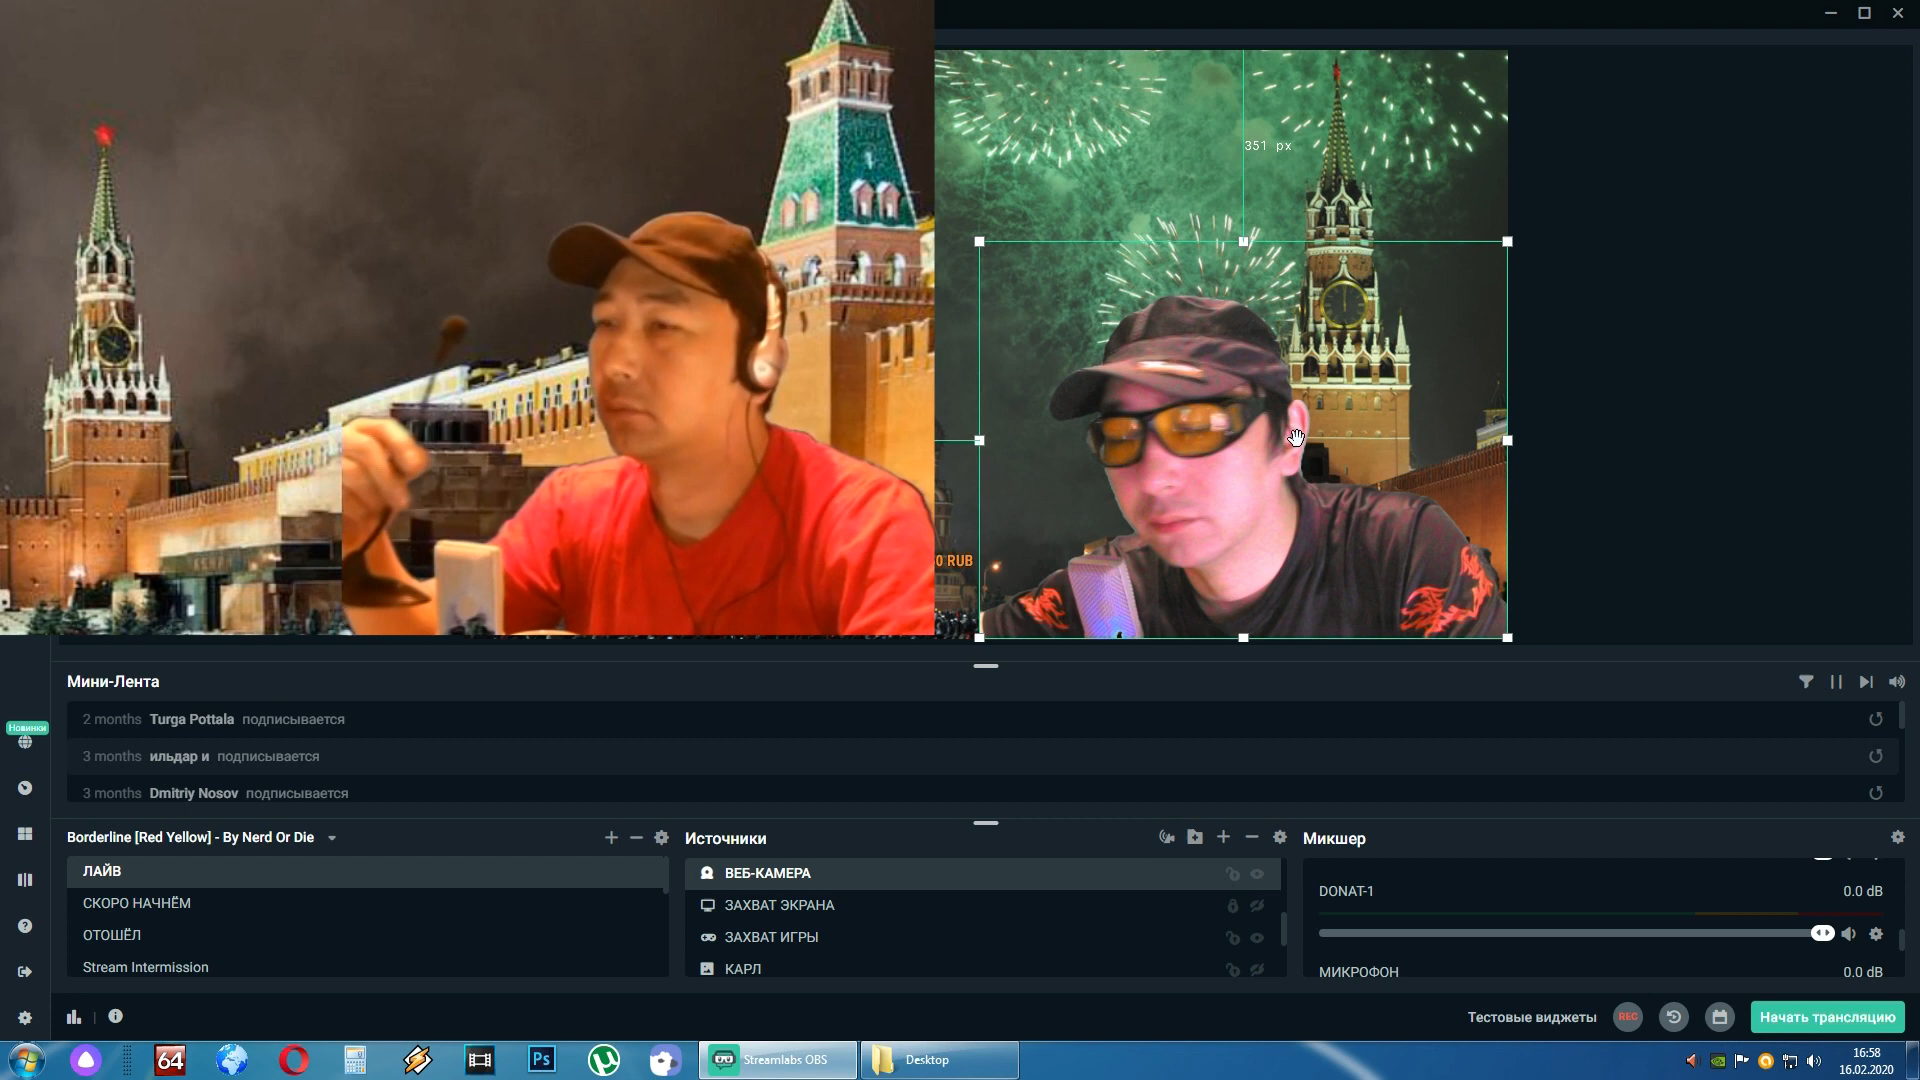 351 px
0 RUB
Мини-Лента
2 months Turga Pottala подписывается
Новинки
3 months ильдар и подписывается
3 months Dmitriy Nosov подписывается
Borderline [Red Yellow] - By Nerd Or Die
ЛАЙВ
СКОРО НАЧНЁМ
ОТОШЁЛ
Stream Intermission
Источники
ВЕБ-КАМЕРА
ЗАХВАТ ЭКРАНА
ЗАХВАТ ИГРЫ
КАРЛ
Микшер
DONAT-1 0.0 dB
МИКРОФОН 0.0 dB
Тестовые виджеты
REC
Начать трансляцию
64
Ps
Streamlabs OBS
Desktop
16:58
16.02.2020